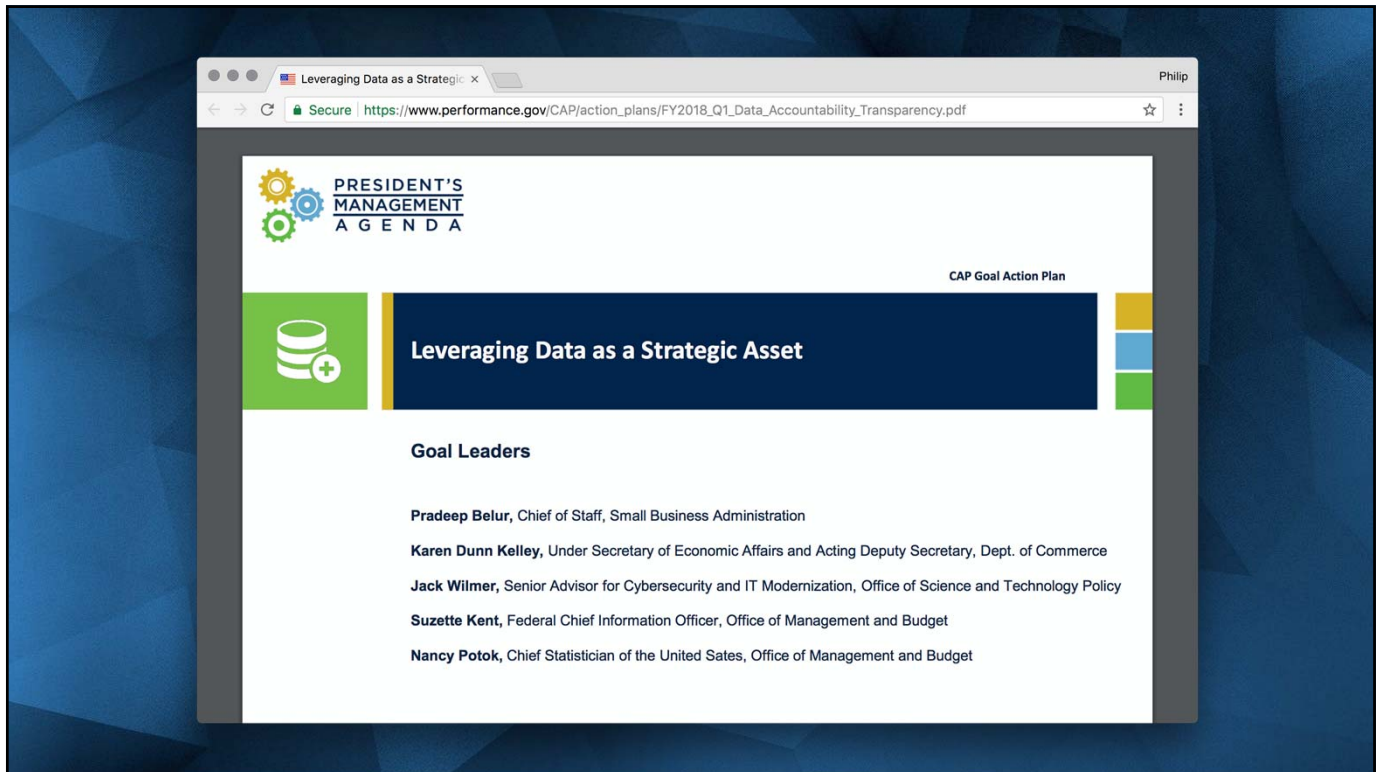 Leveraging Data as a Strategic
Philip
Secure https://www.performance.gov/CAP/action_plans/FY2018_Q1_Data_Accountability_Transparency.pdf
PRESIDENT'S
MANAGEMENT
AGENDA
CAP Goal Action Plan
Leveraging Data as a Strategic Asset
Goal Leaders
Pradeep Belur, Chief of Staff, Small Business Administration
Karen Dunn Kelley, Under Secretary of Economic Affairs and Acting Deputy Secretary, Dept. of Commerce
Jack Wilmer, Senior Advisor for Cybersecurity and IT Modernization, Office of Science and Technology Policy
Suzette Kent, Federal Chief Information Officer, Office of Management and Budget
Nancy Potok, Chief Statistician of the United Sates, Office of Management and Budget